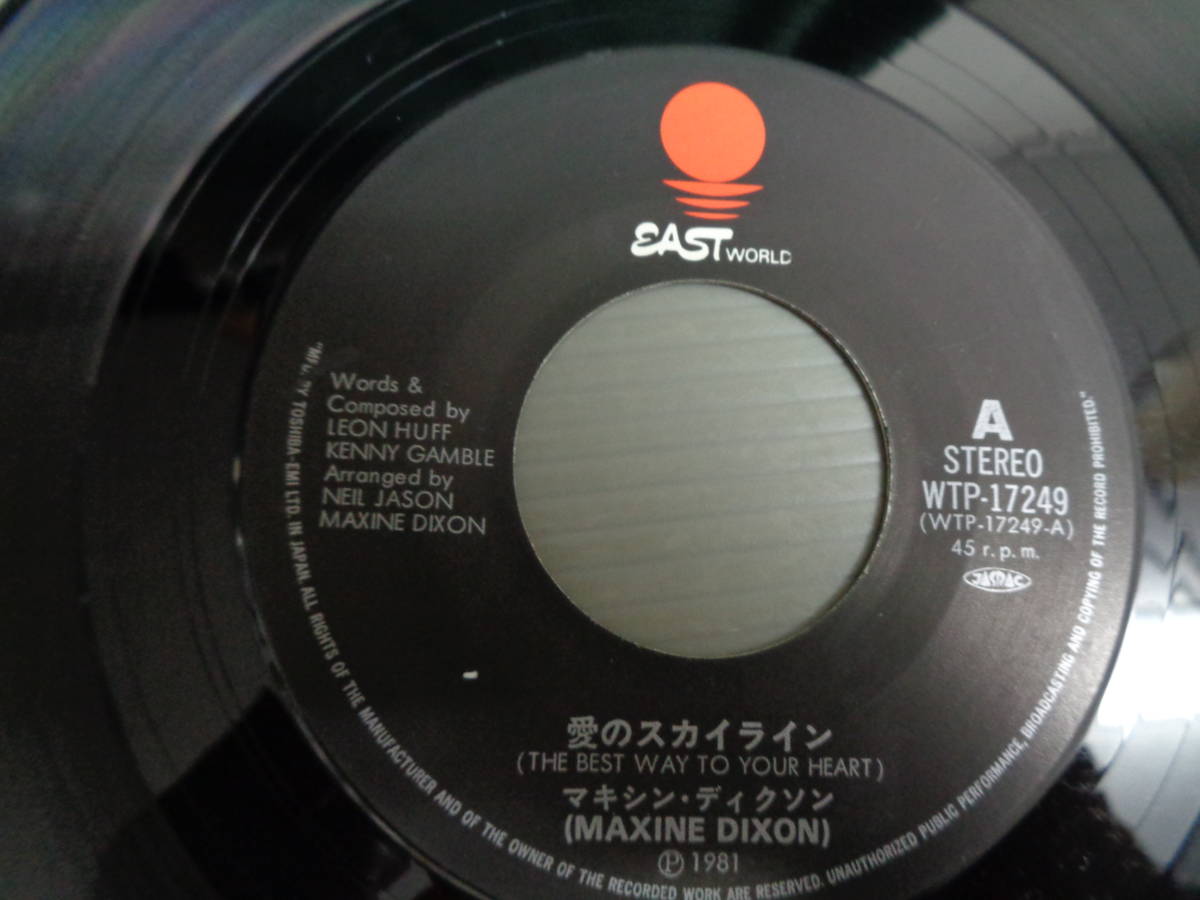 EAST WORLD
Words &
Composed by
LEON HUFF
KENNY GAMBLE
Arranged by
NEIL JASON
MAXINE DIXON
A
STEREO
WTP-17249
(WTP-17249-A)
45 r.p.m.
JASRAC
愛のスカイライン
(THE BEST WAY TO YOUR HEART)
マキシン・ディクソン
(MAXINE DIXON)
Ⓟ 1981
"MFD. BY TOSHIBA-EMI LTD. IN JAPAN. ALL RIGHTS OF THE MANUFACTURER AND OF THE OWNER OF THE RECORDED WORK ARE RESERVED. UNAUTHORIZED PUBLIC PERFORMANCE, BROADCASTING AND COPYING OF THE RECORD PROHIBITED."